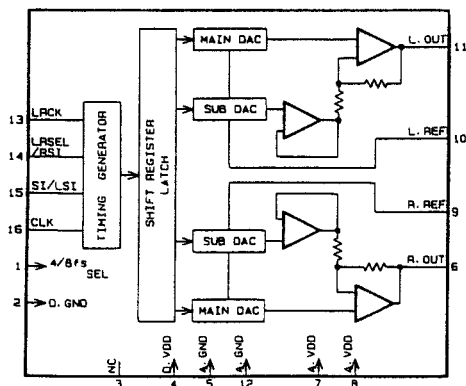 MAIN DAC
L.OUT
11
SUB DAC
L.REF
10
13 LRCK
14 LRSEL
/RSI
15 SI/LSI
16 CLK
TIMING GENERATOR
SHIFT REGISTER
LATCH
R.REF
9
SUB DAC
R.OUT
6
MAIN DAC
1 4/8fs
SEL
2 D.GND
NC
3
D.VDD
4
A.GND
5
A.GND
12
A.VDD
7
A.VDD
8